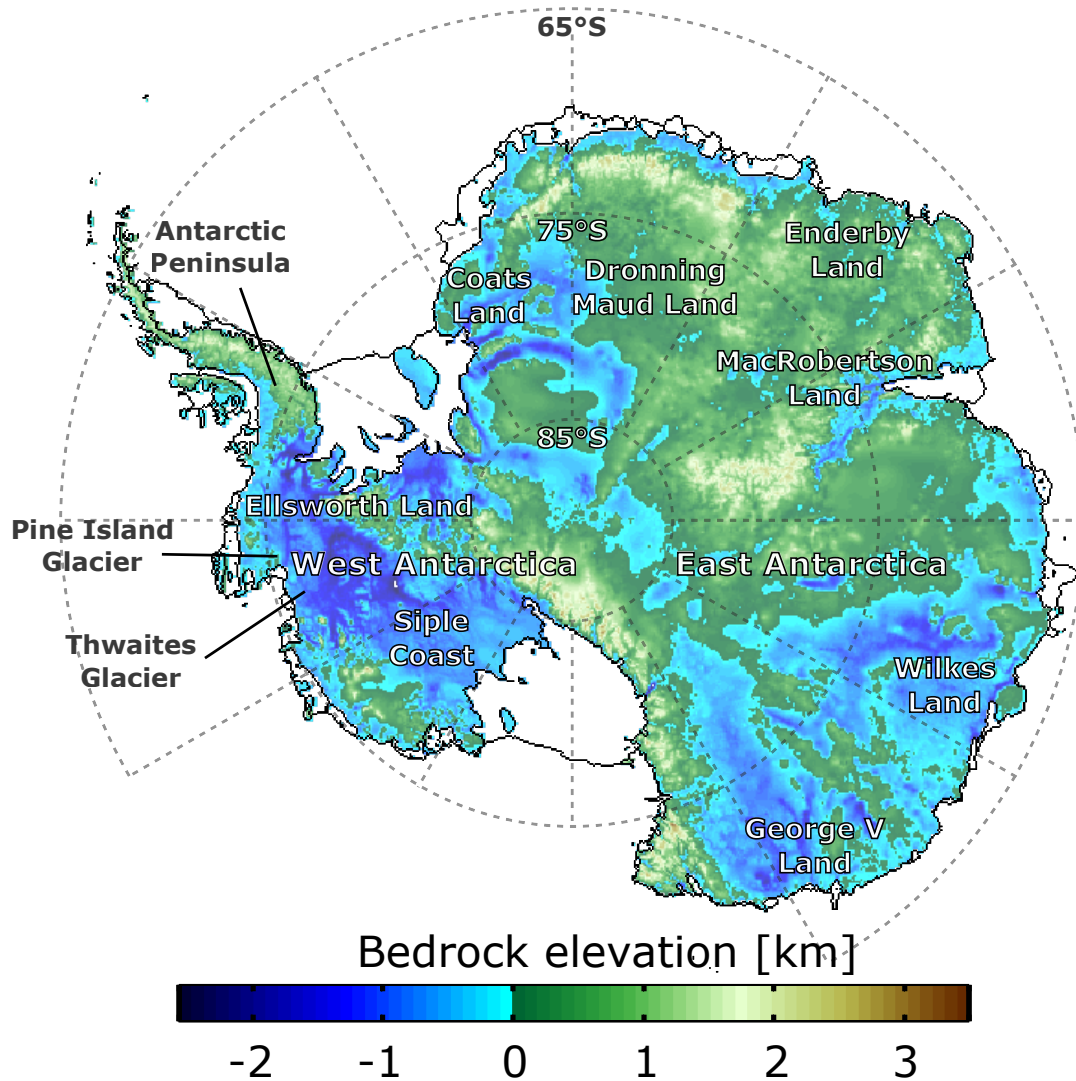 65°S
Antarctic
Peninsula
75°S
Enderby
Land
Coats
Land
Dronning
Maud Land
MacRobertson
Land
85°S
Ellsworth Land
Pine Island
Glacier
West Antarctica
East Antarctica
Thwaites
Glacier
Siple
Coast
Wilkes
Land
George V
Land
Bedrock elevation [km]
-2 -1 0 1 2 3